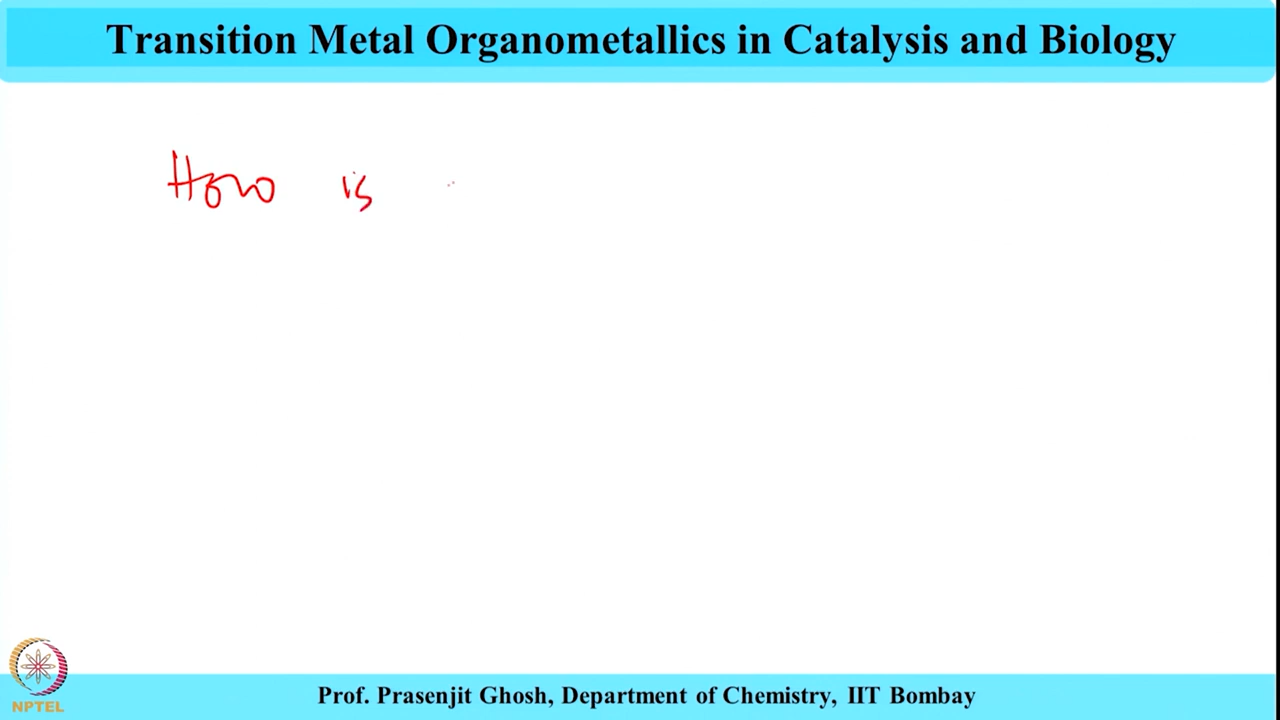 Transition Metal Organometallics in Catalysis and Biology
How is
NPTEL
Prof. Prasenjit Ghosh, Department of Chemistry, IIT Bombay